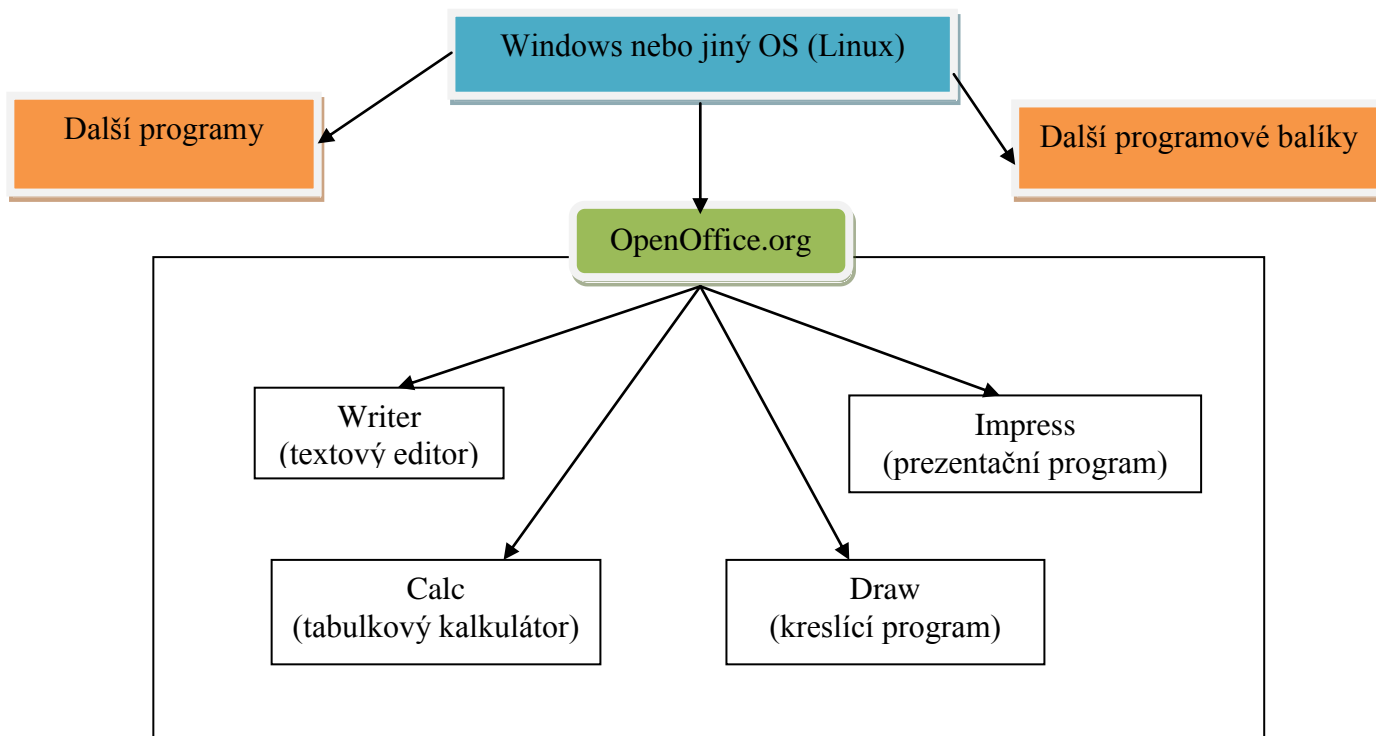 Windows nebo jiný OS (Linux)
Další programy
Další programové balíky
OpenOffice.org
Writer
(textový editor)
Impress
(prezentační program)
Calc
(tabulkový kalkulátor)
Draw
(kreslící program)